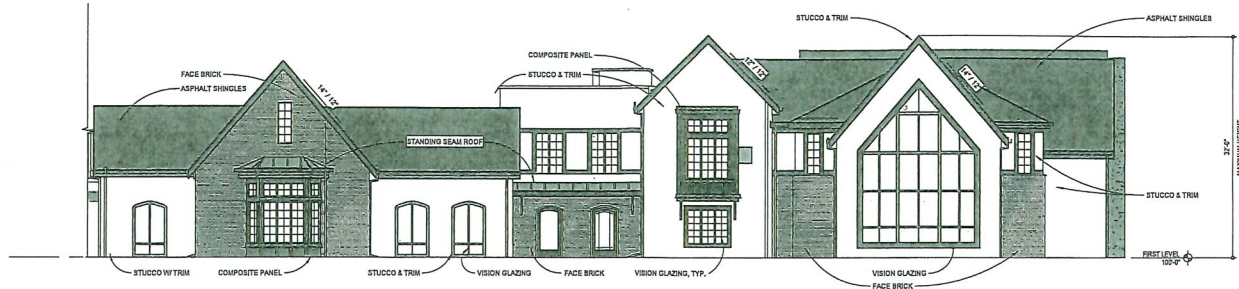 STUCCO & TRIM
ASPHALT SHINGLES
COMPOSITE PANEL
12" / 12"
STUCCO & TRIM
FACE BRICK
ASPHALT SHINGLES
14" / 12"
14" / 12"
STANDING SEAM ROOF
32'-0"
MAXIMUM HEIGHT
STUCCO & TRIM
FIRST LEVEL
100'-0"
STUCCO W/ TRIM
COMPOSITE PANEL
STUCCO & TRIM
VISION GLAZING
FACE BRICK
VISION GLAZING, TYP.
VISION GLAZING
FACE BRICK